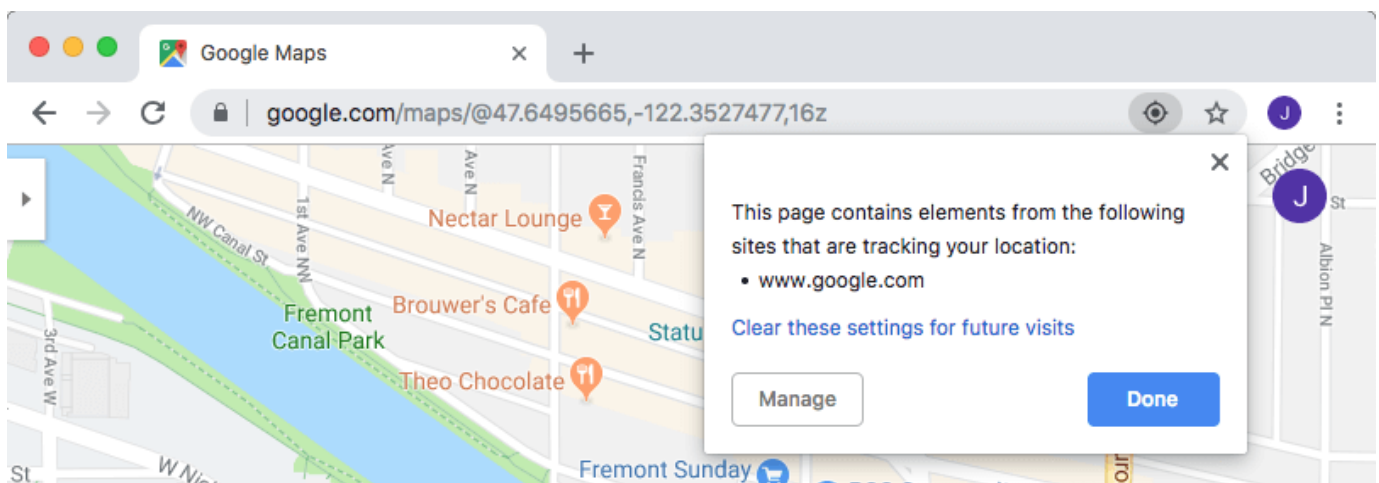 Google Maps
google.com/maps/@47.6495665,-122.3527477,16z
J
This page contains elements from the following
sites that are tracking your location:
• www.google.com
Clear these settings for future visits
Manage
Done
J
Bridge
St
Albion Pl N
Ave N
Ave N
Francis Ave N
Nectar Lounge
NW Canal St
1st Ave NW
Brouwer's Cafe
Fremont
Canal Park
Statu
3rd Ave W
Theo Chocolate
St
W Ni
Fremont Sunday